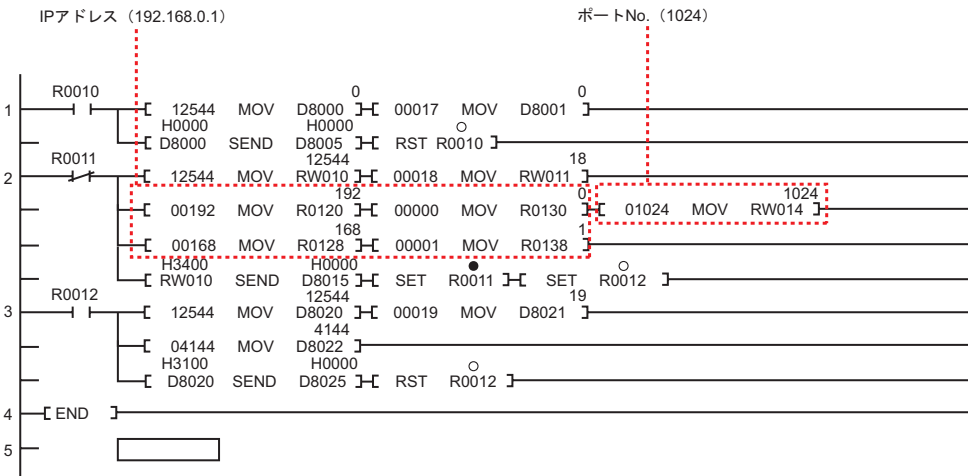 IPアドレス（192.168.0.1） ポートNo.（1024）
R0010 0 0
1 12544 MOV D8000 00017 MOV D8001
H0000 H0000
D8000 SEND D8005 RST R0010
R0011 12544 18
2 12544 MOV RW010 00018 MOV RW011
192 0 1024
00192 MOV R0120 00000 MOV R0130 01024 MOV RW014
168 1
00168 MOV R0128 00001 MOV R0138
H3400 H0000
RW010 SEND D8015 SET R0011 SET R0012
R0012 12544 19
3 12544 MOV D8020 00019 MOV D8021
4144
04144 MOV D8022
H3100 H0000
D8020 SEND D8025 RST R0012
4 END
5